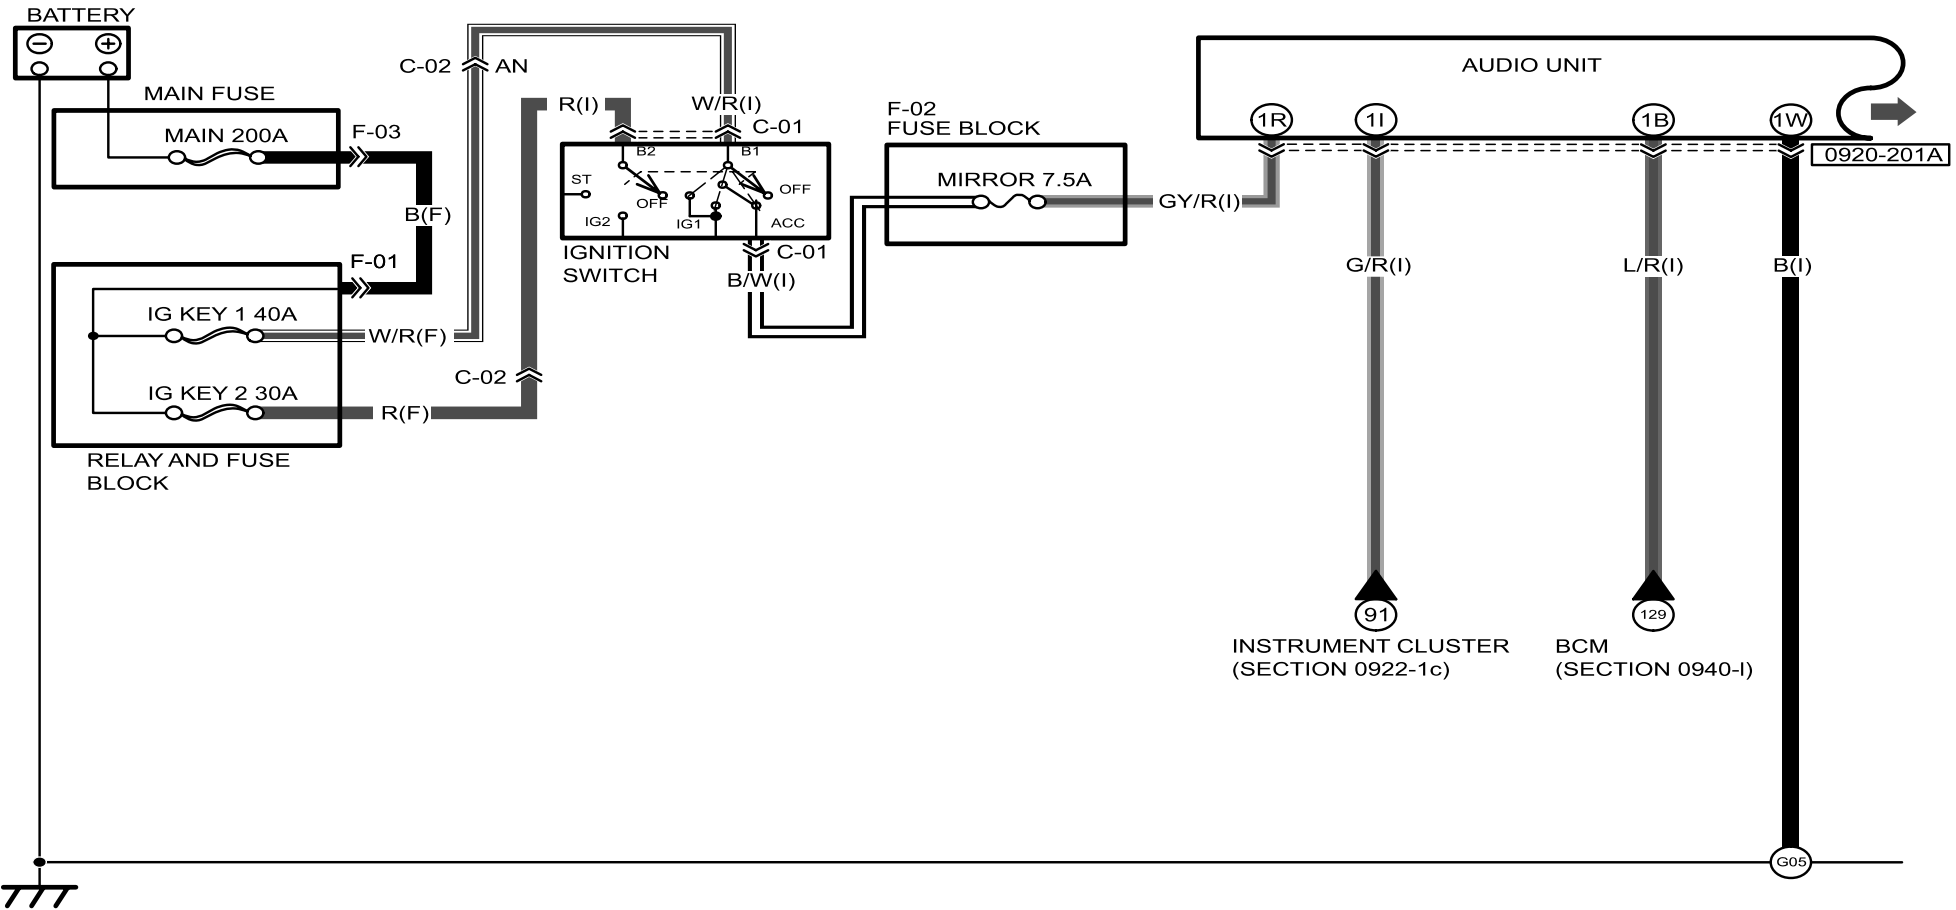 BATTERY
MAIN FUSE
MAIN 200A
F-03
B(F)
F-01
IG KEY 1 40A
W/R(F)
IG KEY 2 30A
R(F)
RELAY AND FUSE
BLOCK
C-02
AN
C-02
R(I)
W/R(I)
C-01
B2
B1
ST
OFF
OFF
IG2
IG1
ACC
IGNITION
SWITCH
C-01
B/W(I)
F-02
FUSE BLOCK
MIRROR 7.5A
GY/R(I)
AUDIO UNIT
1R
1I
1B
1W
0920-201A
G/R(I)
L/R(I)
B(I)
91
129
INSTRUMENT CLUSTER
(SECTION 0922-1c)
BCM
(SECTION 0940-I)
G05